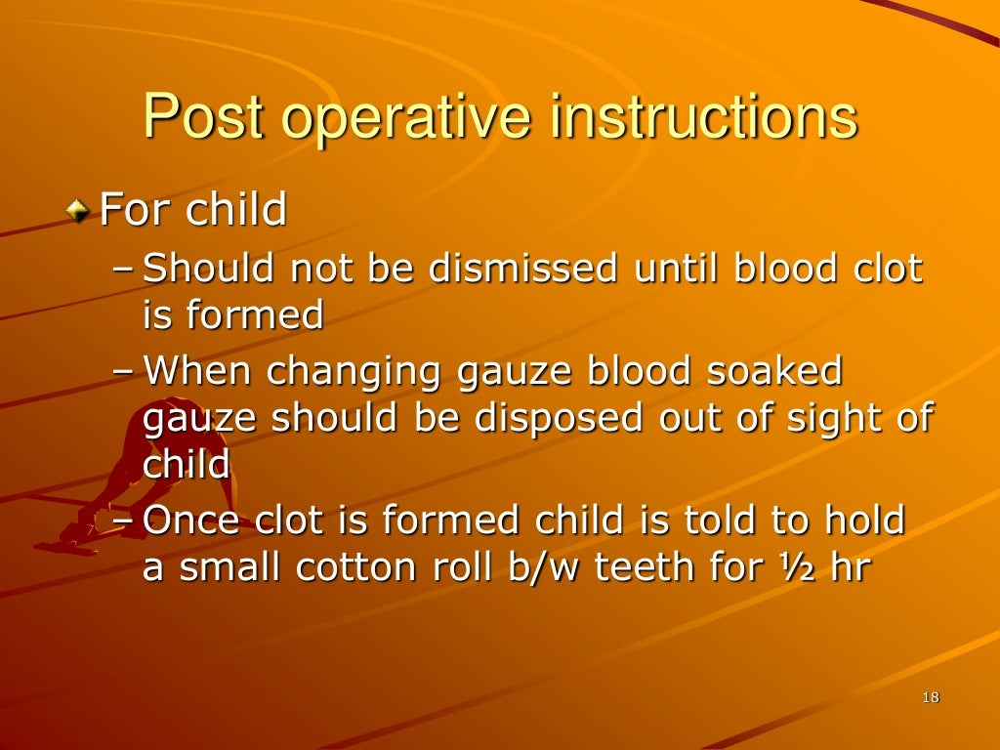 Post operative instructions
For child
– Should not be dismissed until blood clot
is formed
– When changing gauze blood soaked
gauze should be disposed out of sight of
child
– Once clot is formed child is told to hold
a small cotton roll b/w teeth for ½ hr
18